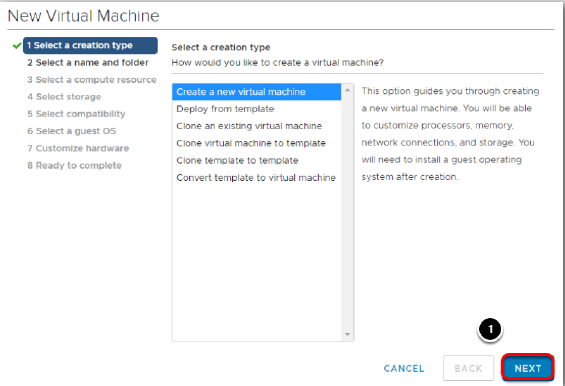 New Virtual Machine
1 Select a creation type
2 Select a name and folder
3 Select a compute resource
4 Select storage
5 Select compatibility
6 Select a guest OS
7 Customize hardware
8 Ready to complete
Select a creation type
How would you like to create a virtual machine?
Create a new virtual machine
Deploy from template
Clone an existing virtual machine
Clone virtual machine to template
Clone template to template
Convert template to virtual machine
This option guides you through creating
a new virtual machine. You will be able
to customize processors, memory,
network connections, and storage. You
will need to install a guest operating
system after creation.
1
CANCEL
BACK
NEXT